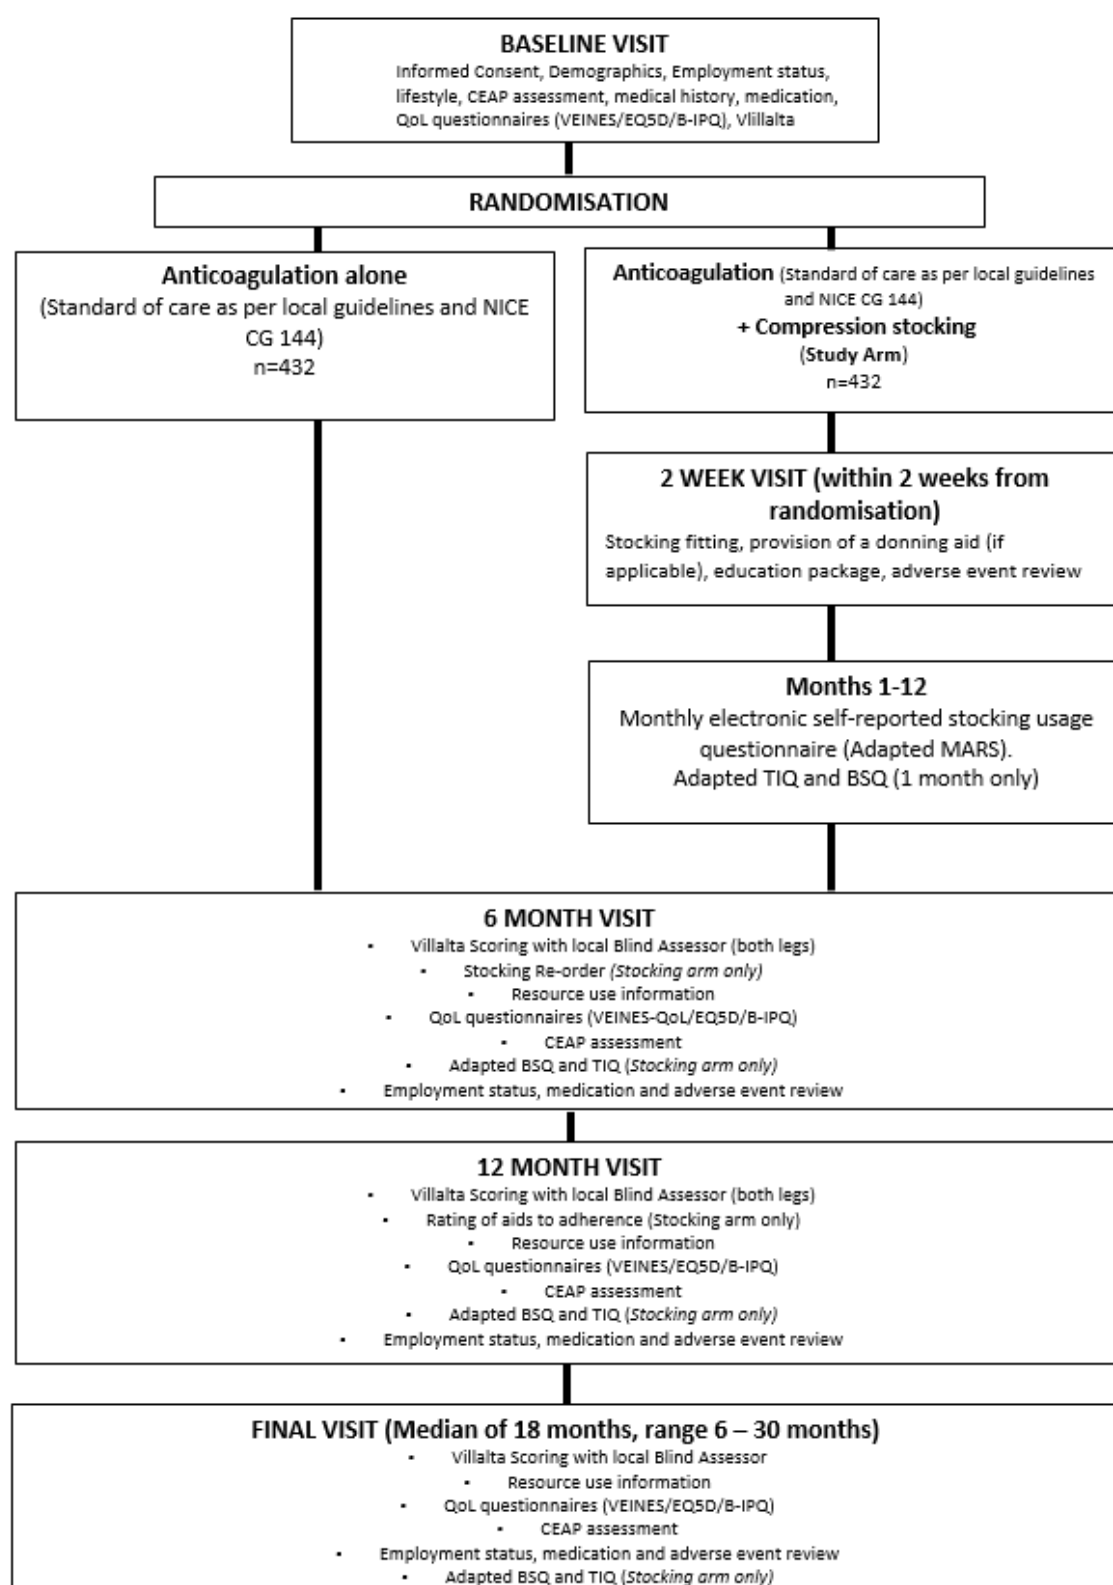 BASELINE VISIT
Informed Consent, Demographics, Employment status,
lifestyle, CEAP assessment, medical history, medication,
QoL questionnaires (VEINES/EQ5D/B-IPQ), Vlillalta
RANDOMISATION
Anticoagulation alone
(Standard of care as per local guidelines and NICE
CG 144)
n=432
Anticoagulation (Standard of care as per local guidelines
and NICE CG 144)
+ Compression stocking
(Study Arm)
n=432
2 WEEK VISIT (within 2 weeks from
randomisation)
Stocking fitting, provision of a donning aid (if
applicable), education package, adverse event review
Months 1-12
Monthly electronic self-reported stocking usage
questionnaire (Adapted MARS).
Adapted TIQ and BSQ (1 month only)
6 MONTH VISIT
▪ Villalta Scoring with local Blind Assessor (both legs)
▪ Stocking Re-order (Stocking arm only)
▪ Resource use information
▪ QoL questionnaires (VEINES-QoL/EQ5D/B-IPQ)
▪ CEAP assessment
▪ Adapted BSQ and TIQ (Stocking arm only)
▪ Employment status, medication and adverse event review
12 MONTH VISIT
▪ Villalta Scoring with local Blind Assessor (both legs)
▪ Rating of aids to adherence (Stocking arm only)
▪ Resource use information
▪ QoL questionnaires (VEINES/EQ5D/B-IPQ)
▪ CEAP assessment
▪ Adapted BSQ and TIQ (Stocking arm only)
▪ Employment status, medication and adverse event review
FINAL VISIT (Median of 18 months, range 6 – 30 months)
▪ Villalta Scoring with local Blind Assessor
▪ Resource use information
▪ QoL questionnaires (VEINES/EQ5D/B-IPQ)
▪ CEAP assessment
▪ Employment status, medication and adverse event review
▪ Adapted BSQ and TIQ (Stocking arm only)